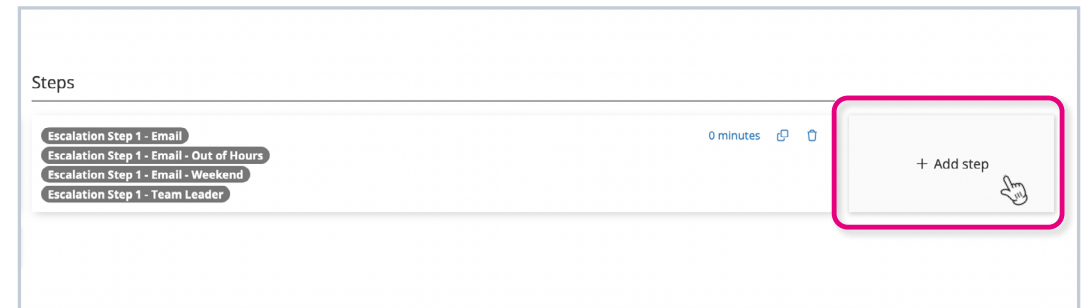 Steps
Escalation Step 1 - Email
0 minutes
Escalation Step 1 - Email - Out of Hours
Escalation Step 1 - Email - Weekend
Escalation Step 1 - Team Leader
+ Add step